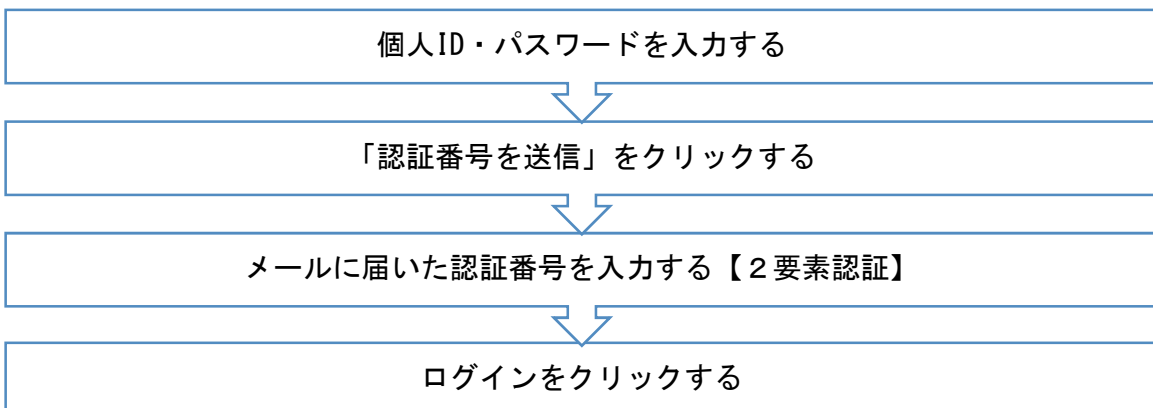 個人ID・パスワードを入力する
「認証番号を送信」をクリックする
メールに届いた認証番号を入力する【２要素認証】
ログインをクリックする